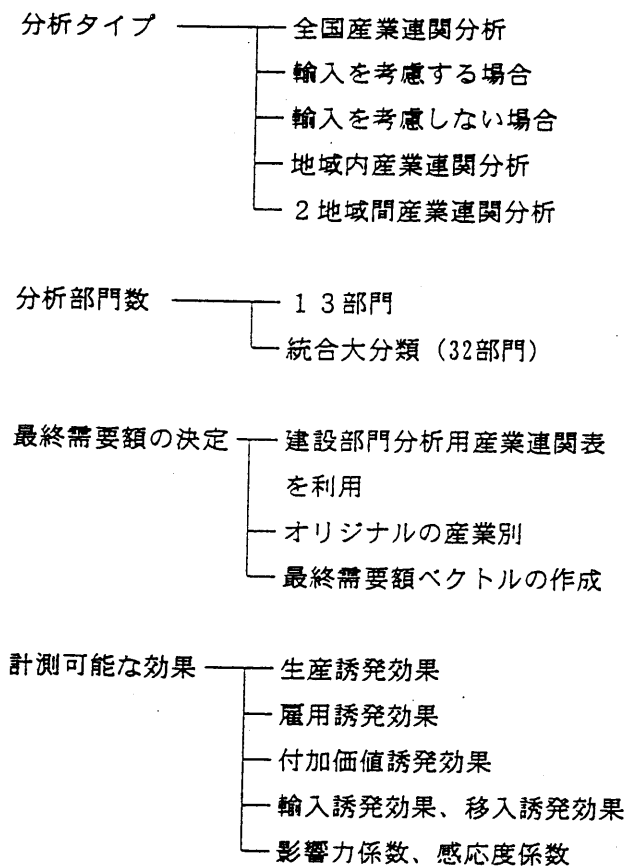 分析タイプ 全国産業連関分析
輸入を考慮する場合
輸入を考慮しない場合
地域内産業連関分析
2地域間産業連関分析
分析部門数 13部門
統合大分類(32部門)
最終需要額の決定 建設部門分析用産業連関表
を利用
オリジナルの産業別
最終需要額ベクトルの作成
計測可能な効果 生産誘発効果
雇用誘発効果
付加価値誘発効果
輸入誘発効果、移入誘発効果
影響力係数、感応度係数